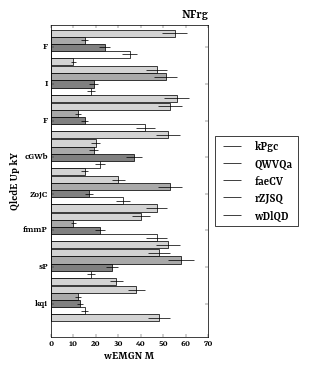 NFrg
F
I
F
cGWb
ZoJC
fmmP
sP
kqi
QledE Up kY
0 10 20 30 40 50 60 70
wEMGN M
kPgc
QWVQa
faeCV
rZJSQ
wDlQD